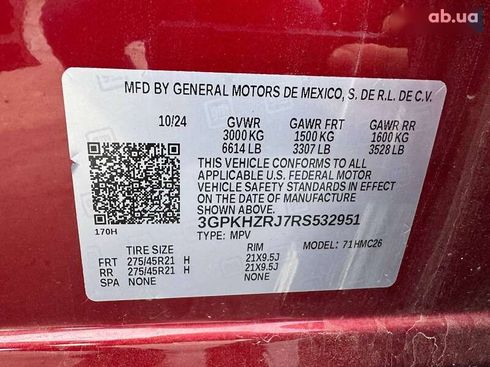 ab.ua
MFD BY GENERAL MOTORS DE MEXICO, S. DE R.L. DE C.V.
10/24 GVWR GAWR FRT GAWR RR
3000 KG 1500 KG 1600 KG
6614 LB 3307 LB 3528 LB
THIS VEHICLE CONFORMS TO ALL
APPLICABLE U.S. FEDERAL MOTOR
VEHICLE SAFETY STANDARDS IN EFFECT
ON THE DATE OF MANUFACTURE SHOWN
ABOVE.
3GPKHZRJ7RS532951
170H TYPE: MPV
TIRE SIZE RIM MODEL: 71HMC26
FRT 275/45R21 H 21X9.5J
RR 275/45R21 H 21X9.5J
SPA NONE NONE